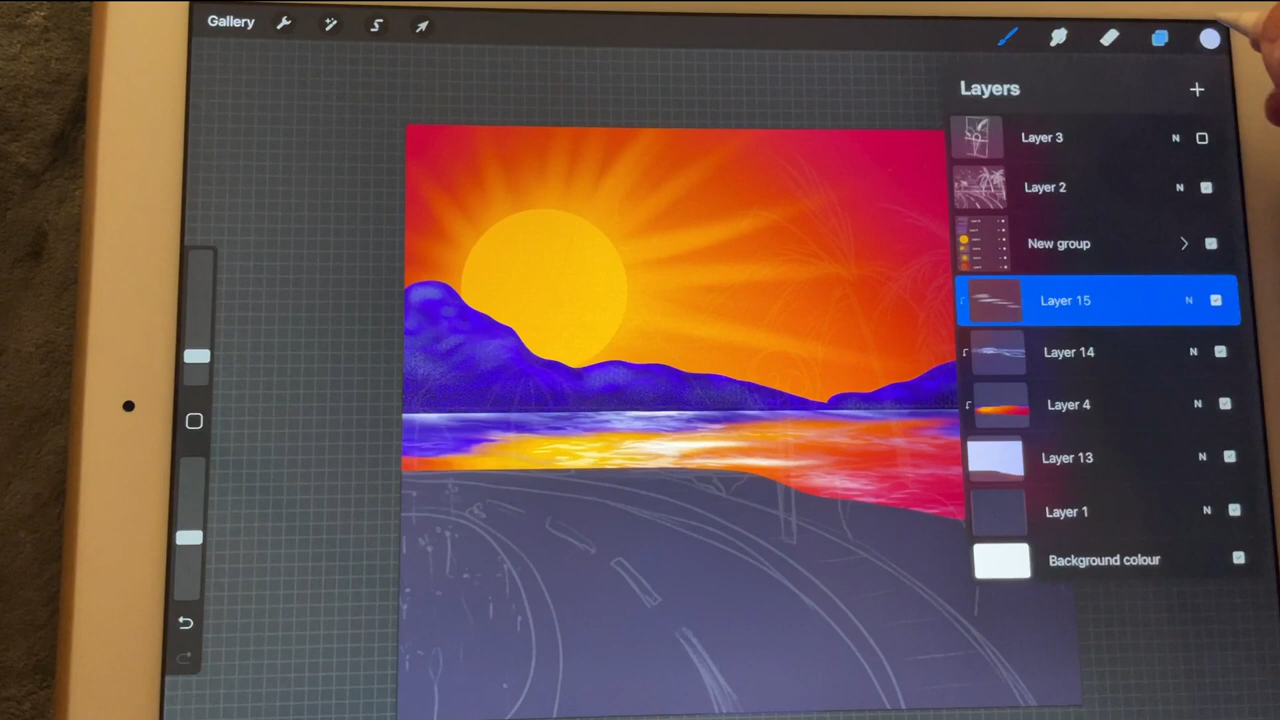 Gallery
Layers
Layer 3 N
Layer 2 N
New group
Layer 15 N
Layer 14 N
Layer 4 N
Layer 13 N
Layer 1 N
Background colour